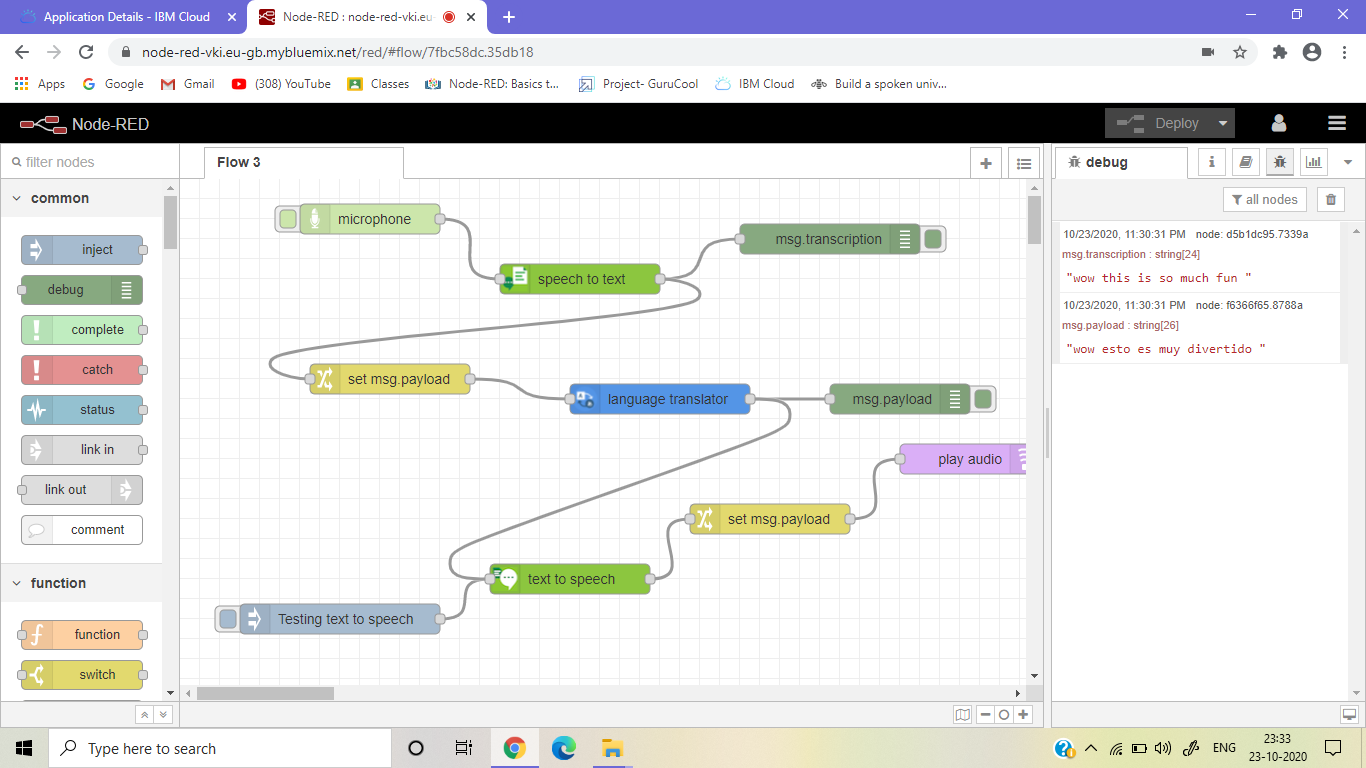 Application Details - IBM Cloud
Node-RED : node-red-vki.eu-
node-red-vki.eu-gb.mybluemix.net/red/#flow/7fbc58dc.35db18
Apps Google Gmail (308) YouTube Classes Node-RED: Basics t... Project- GuruCool IBM Cloud Build a spoken univ...
Node-RED
Deploy
filter nodes
Flow 3
debug
common
all nodes
inject
debug
complete
catch
status
link in
link out
comment
function
function
switch
microphone
msg.transcription
speech to text
set msg.payload
language translator
msg.payload
play audio
set msg.payload
text to speech
Testing text to speech
10/23/2020, 11:30:31 PM node: d5b1dc95.7339a
msg.transcription : string[24]
"wow this is so much fun "
10/23/2020, 11:30:31 PM node: f6366f65.8788a
msg.payload : string[26]
"wow esto es muy divertido "
Type here to search
ENG
23:33
23-10-2020